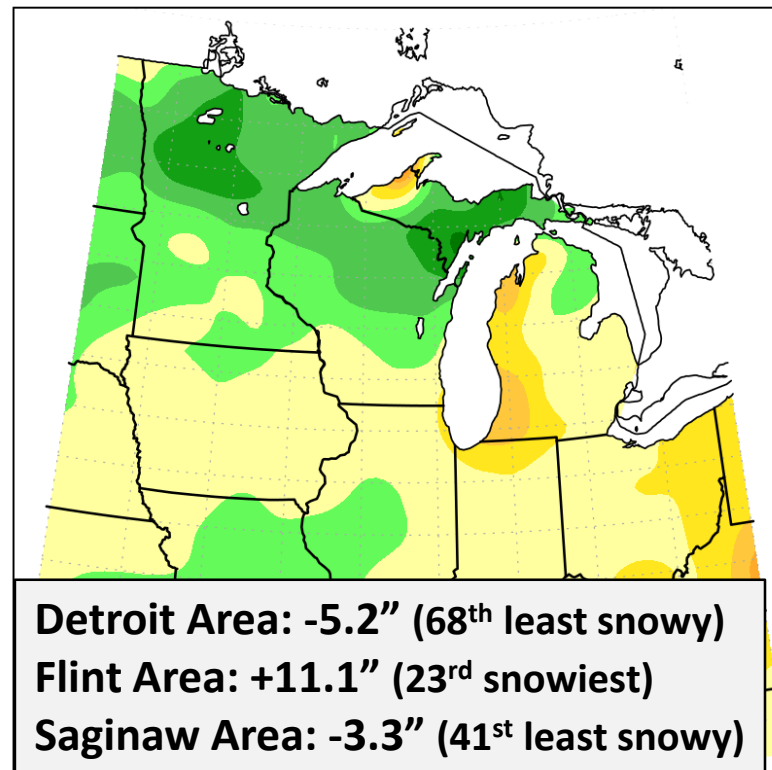 Detroit Area: -5.2” (68th least snowy)
Flint Area: +11.1” (23rd snowiest)
Saginaw Area: -3.3” (41st least snowy)